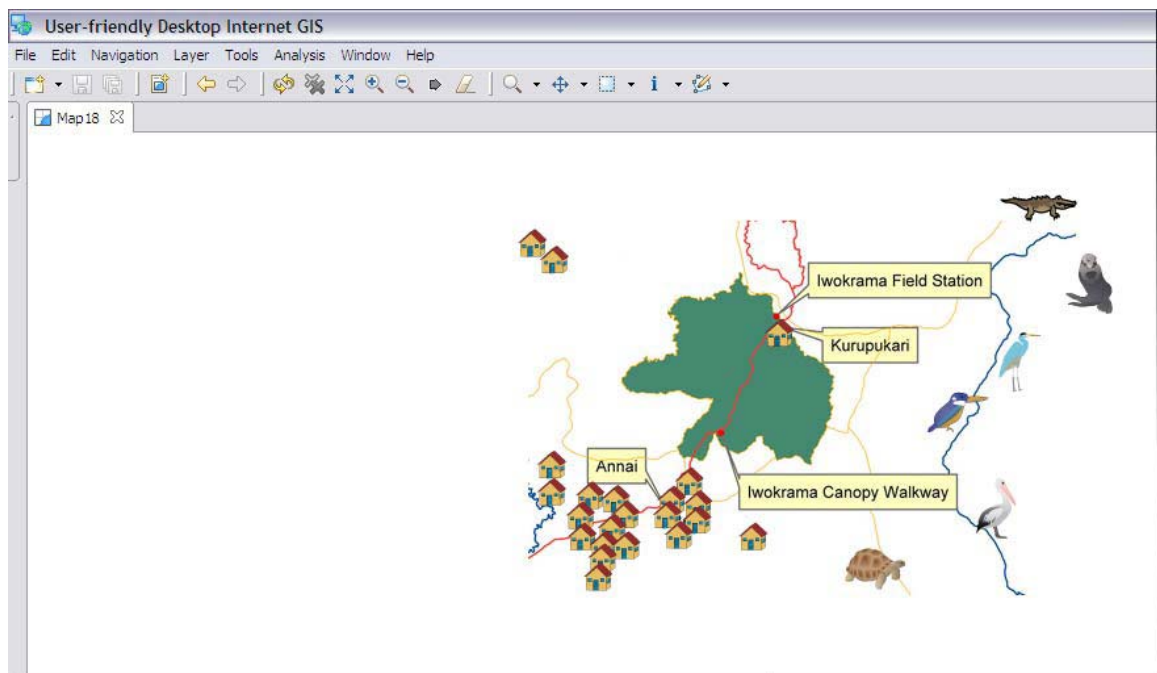 User-friendly Desktop Internet GIS
File Edit Navigation Layer Tools Analysis Window Help
Map18
Iwokrama Field Station
Kurupukari
Annai
Iwokrama Canopy Walkway